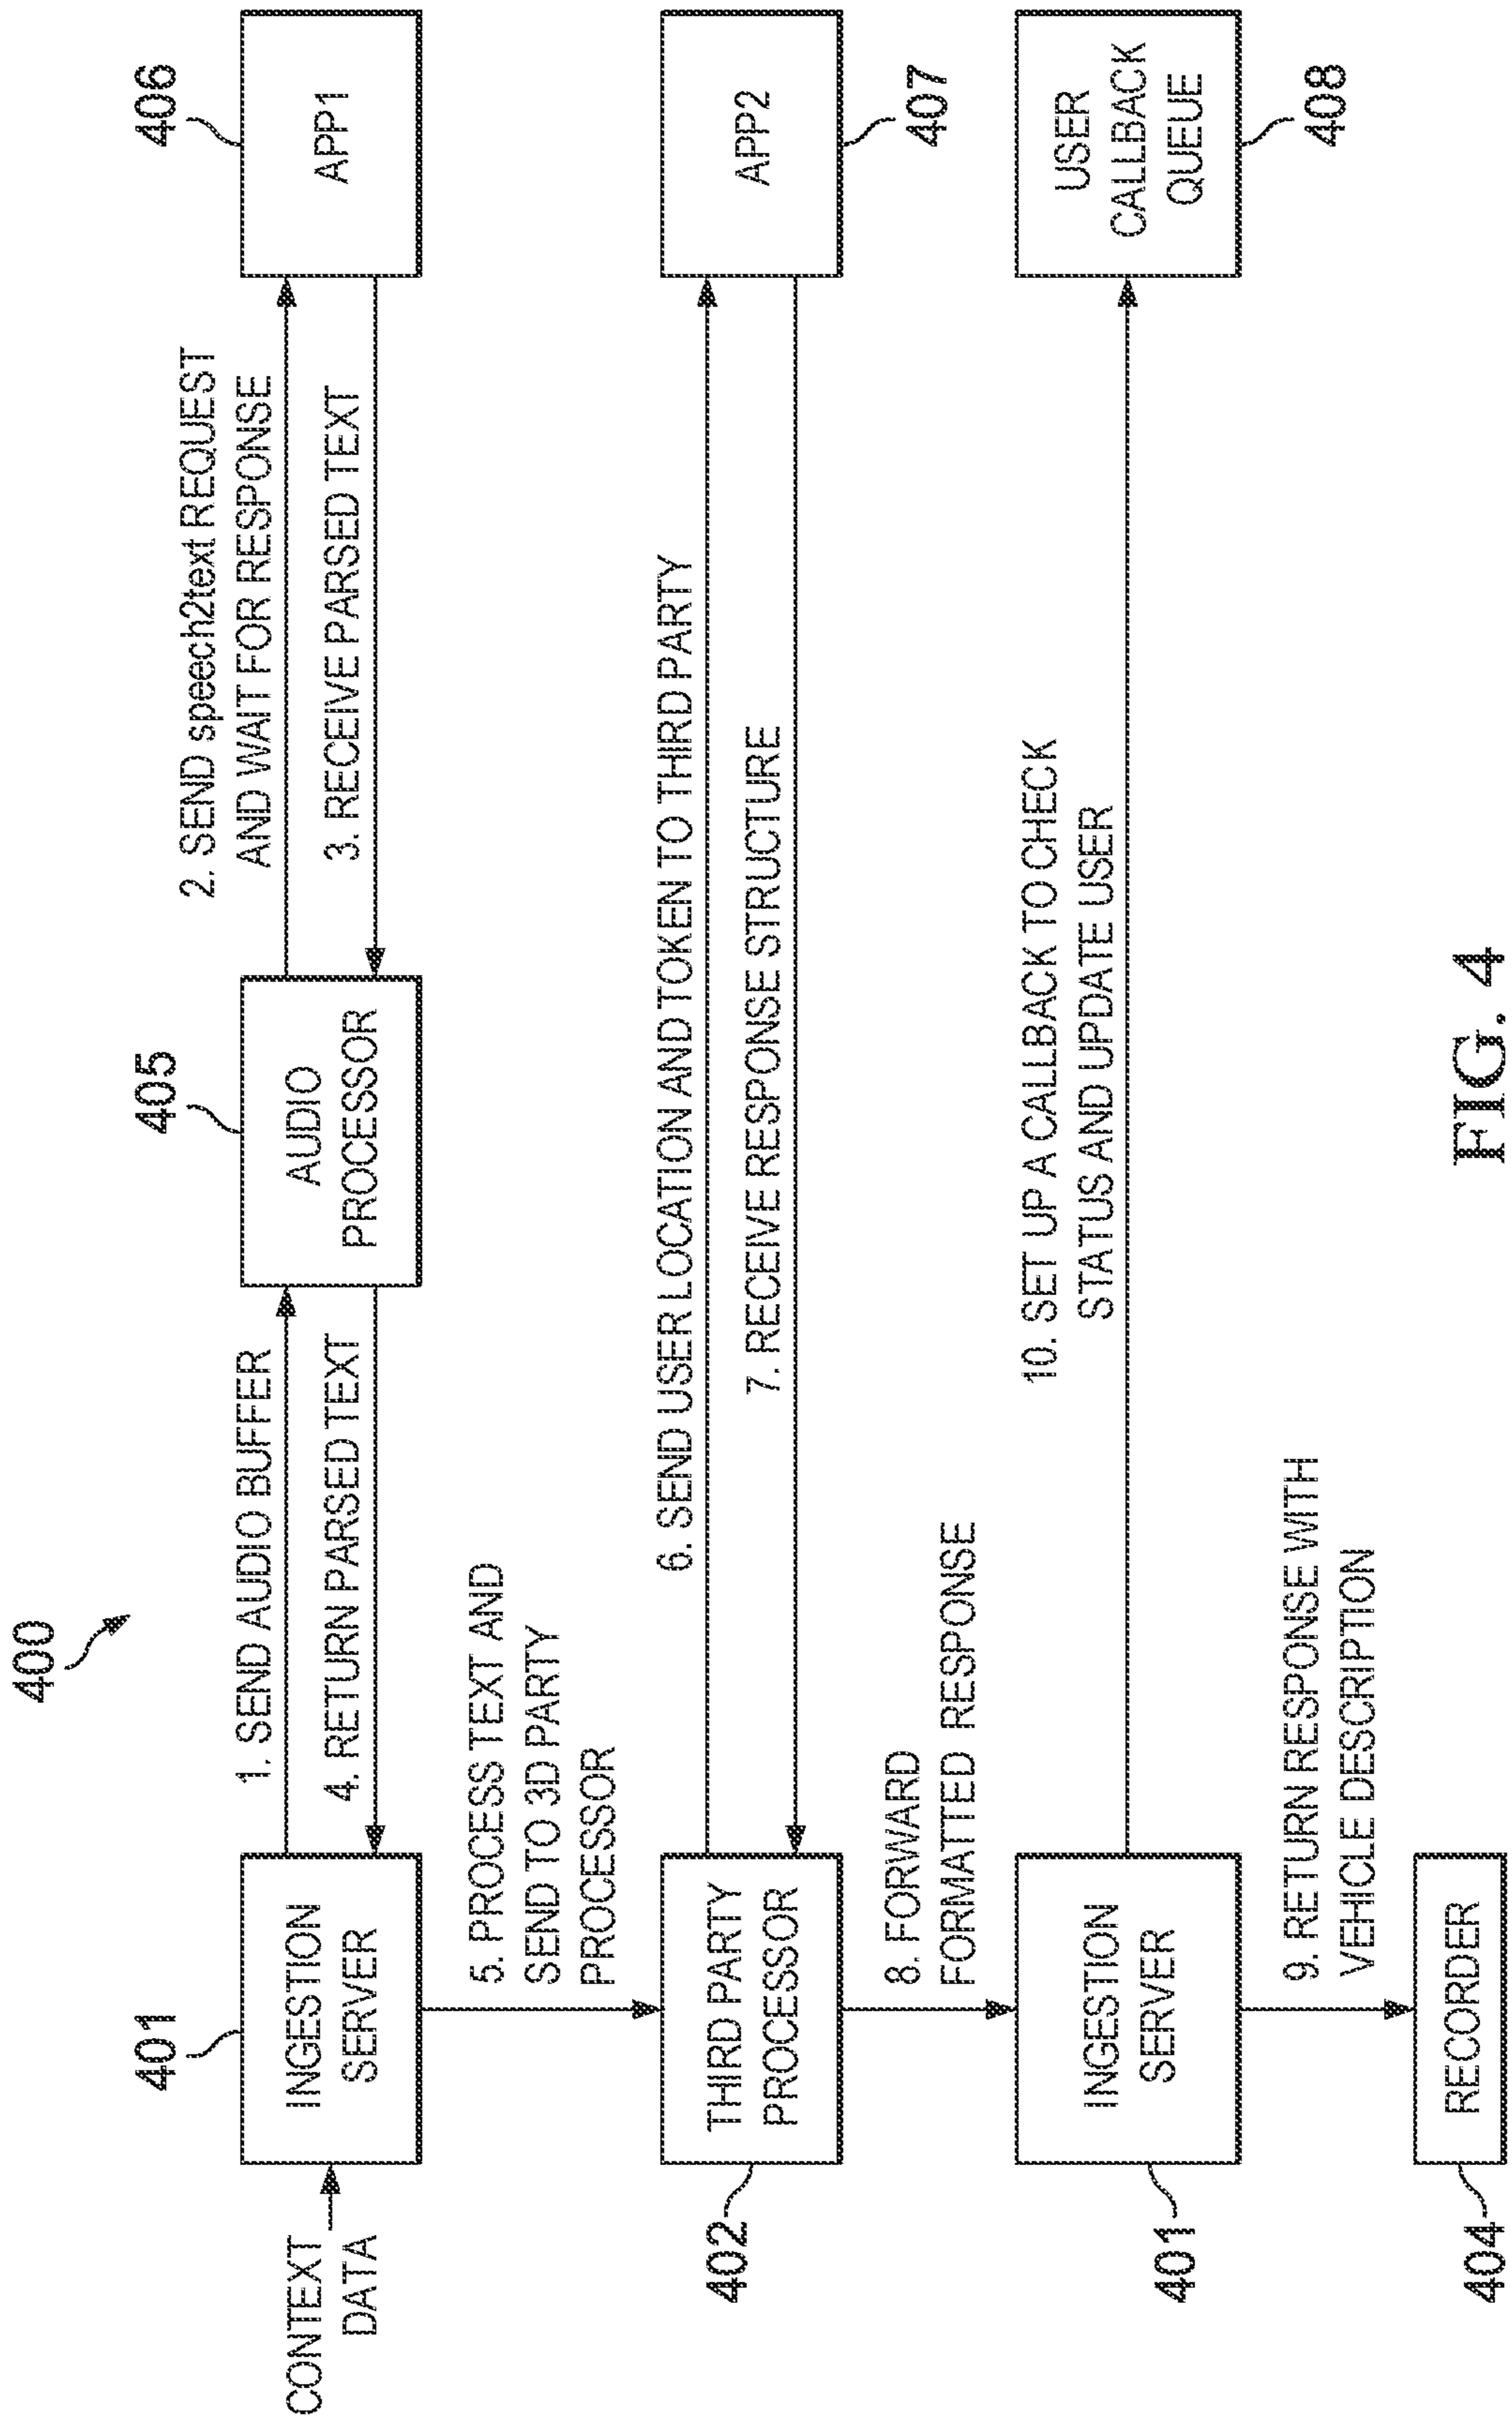 400
401
405
406
CONTEXT
DATA
INGESTION
SERVER
1. SEND AUDIO BUFFER
4. RETURN PARSED TEXT
AUDIO
PROCESSOR
2. SEND speech2text REQUEST
AND WAIT FOR RESPONSE
3. RECEIVE PARSED TEXT
APP1
5. PROCESS TEXT AND
SEND TO 3D PARTY
PROCESSOR
402
THIRD PARTY
PROCESSOR
6. SEND USER LOCATION AND TOKEN TO THIRD PARTY
7. RECEIVE RESPONSE STRUCTURE
APP2
407
8. FORWARD
FORMATTED RESPONSE
401
INGESTION
SERVER
10. SET UP A CALLBACK TO CHECK
STATUS AND UPDATE USER
USER
CALLBACK
QUEUE
408
9. RETURN RESPONSE WITH
VEHICLE DESCRIPTION
404
RECORDER
FIG. 4